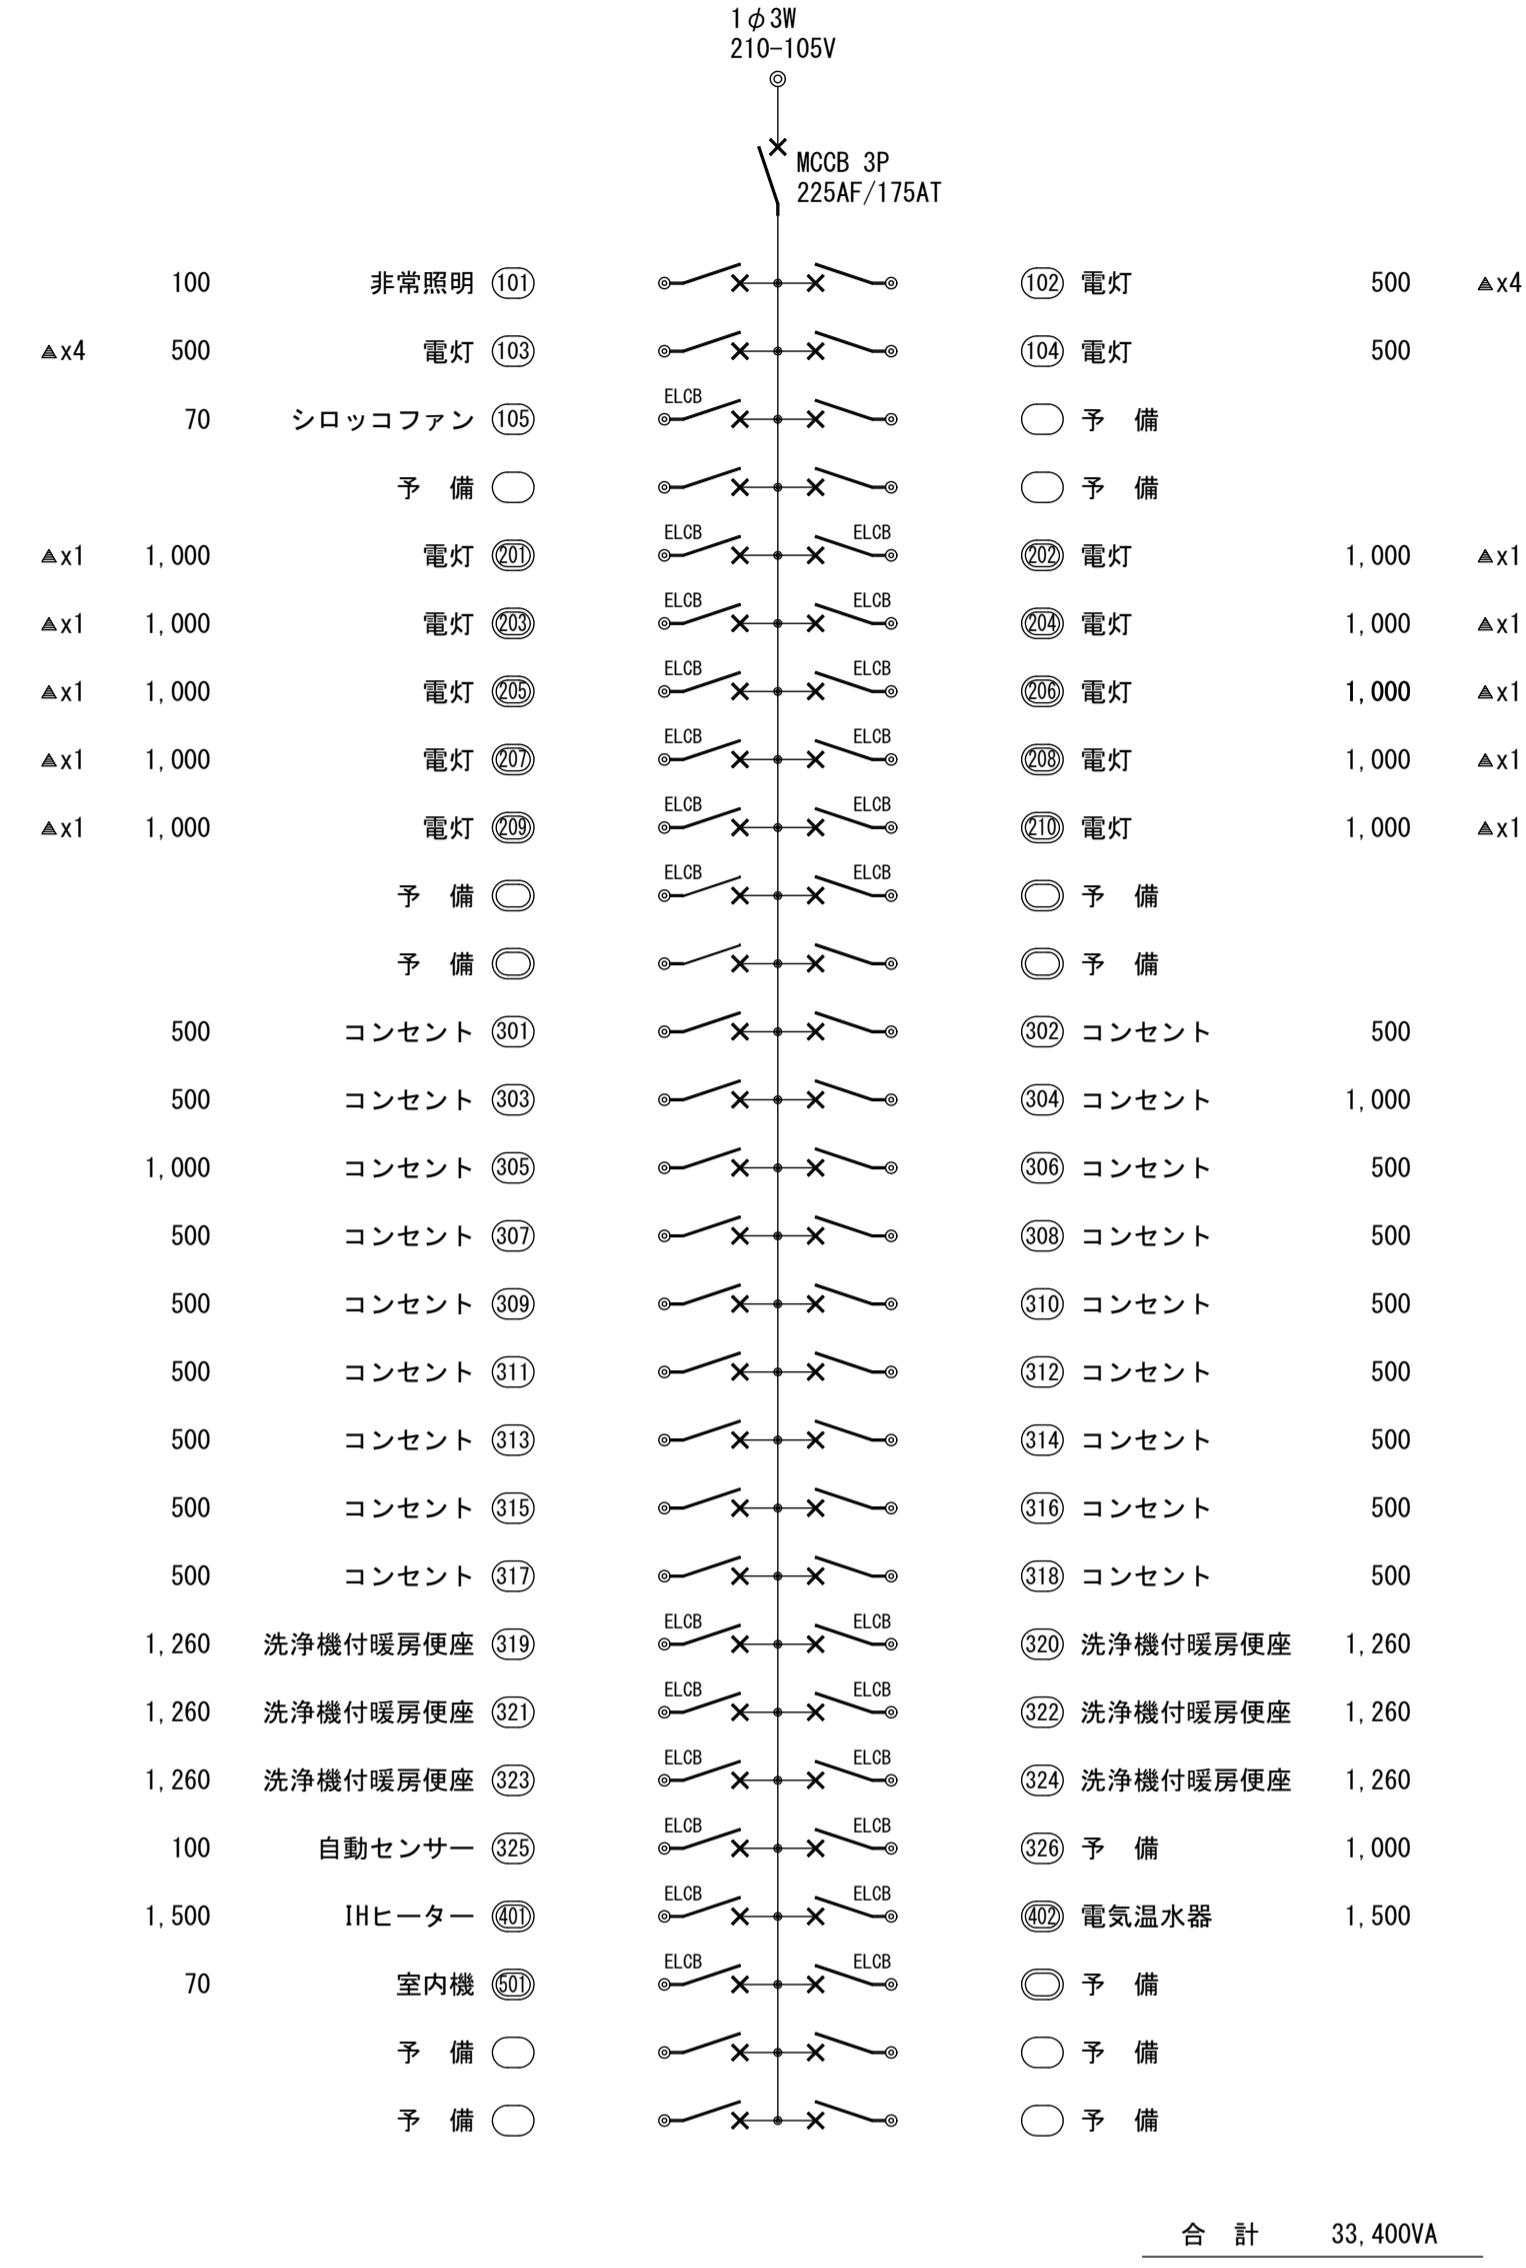 1φ3W
210-105V
MCCB 3P
225AF/175AT
100 非常照明 101 102 電灯 500 x4
x4 500 電灯 103 104 電灯 500
70 シロッコファン 105 ELCB 予 備
予 備 予 備
x1 1,000 電灯 201 ELCB ELCB 202 電灯 1,000 x1
x1 1,000 電灯 203 ELCB ELCB 204 電灯 1,000 x1
x1 1,000 電灯 205 ELCB ELCB 206 電灯 1,000 x1
x1 1,000 電灯 207 ELCB ELCB 208 電灯 1,000 x1
x1 1,000 電灯 209 ELCB ELCB 210 電灯 1,000 x1
予 備 ELCB ELCB 予 備
予 備 予 備
500 コンセント 301 302 コンセント 500
500 コンセント 303 304 コンセント 1,000
1,000 コンセント 305 306 コンセント 500
500 コンセント 307 308 コンセント 500
500 コンセント 309 310 コンセント 500
500 コンセント 311 312 コンセント 500
500 コンセント 313 314 コンセント 500
500 コンセント 315 316 コンセント 500
500 コンセント 317 318 コンセント 500
1,260 洗浄機付暖房便座 319 ELCB ELCB 320 洗浄機付暖房便座 1,260
1,260 洗浄機付暖房便座 321 ELCB ELCB 322 洗浄機付暖房便座 1,260
1,260 洗浄機付暖房便座 323 ELCB ELCB 324 洗浄機付暖房便座 1,260
100 自動センサー 325 ELCB ELCB 326 予 備 1,000
1,500 IHヒーター 401 ELCB ELCB 402 電気温水器 1,500
70 室内機 501 ELCB ELCB 予 備
予 備 予 備
予 備 予 備
合 計 33,400VA